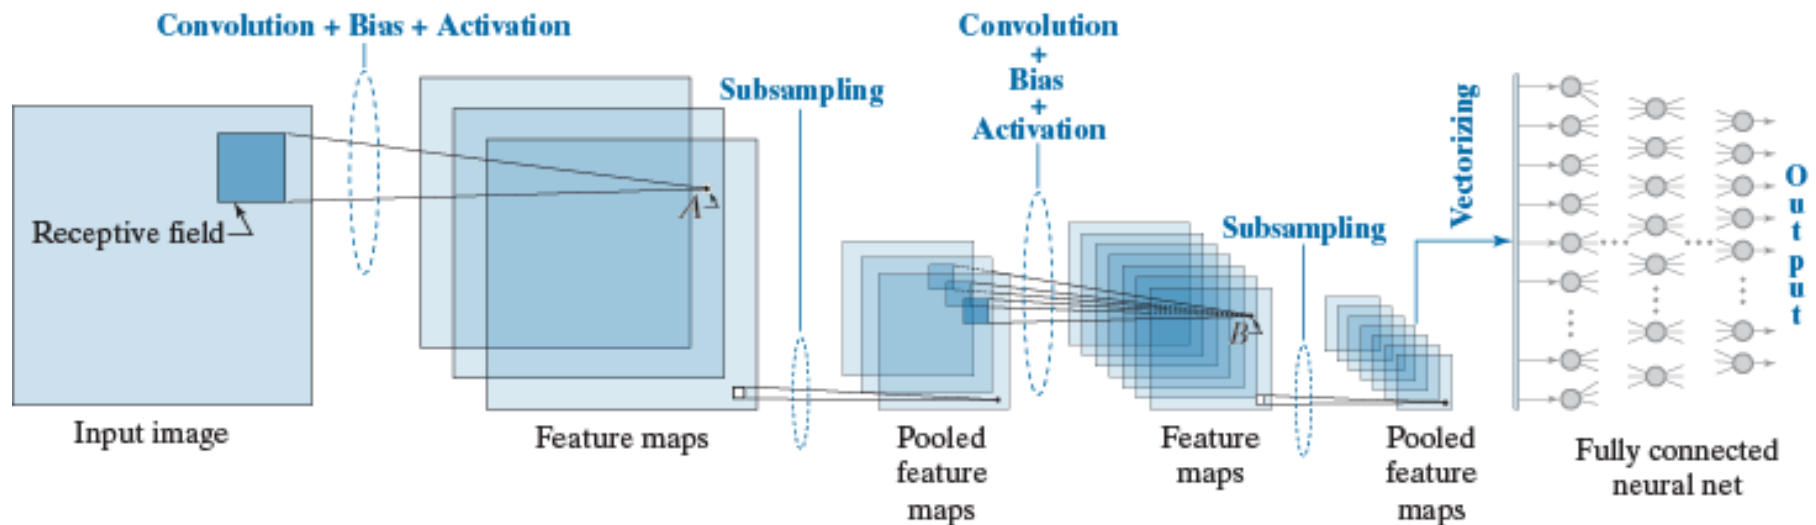 Convolution + Bias + Activation
Receptive field
Input image
A
Feature maps
Subsampling
Pooled
feature
maps
Convolution
+
Bias
+
Activation
B
Feature
maps
Subsampling
Pooled
feature
maps
Vectorizing
Fully connected
neural net
Output